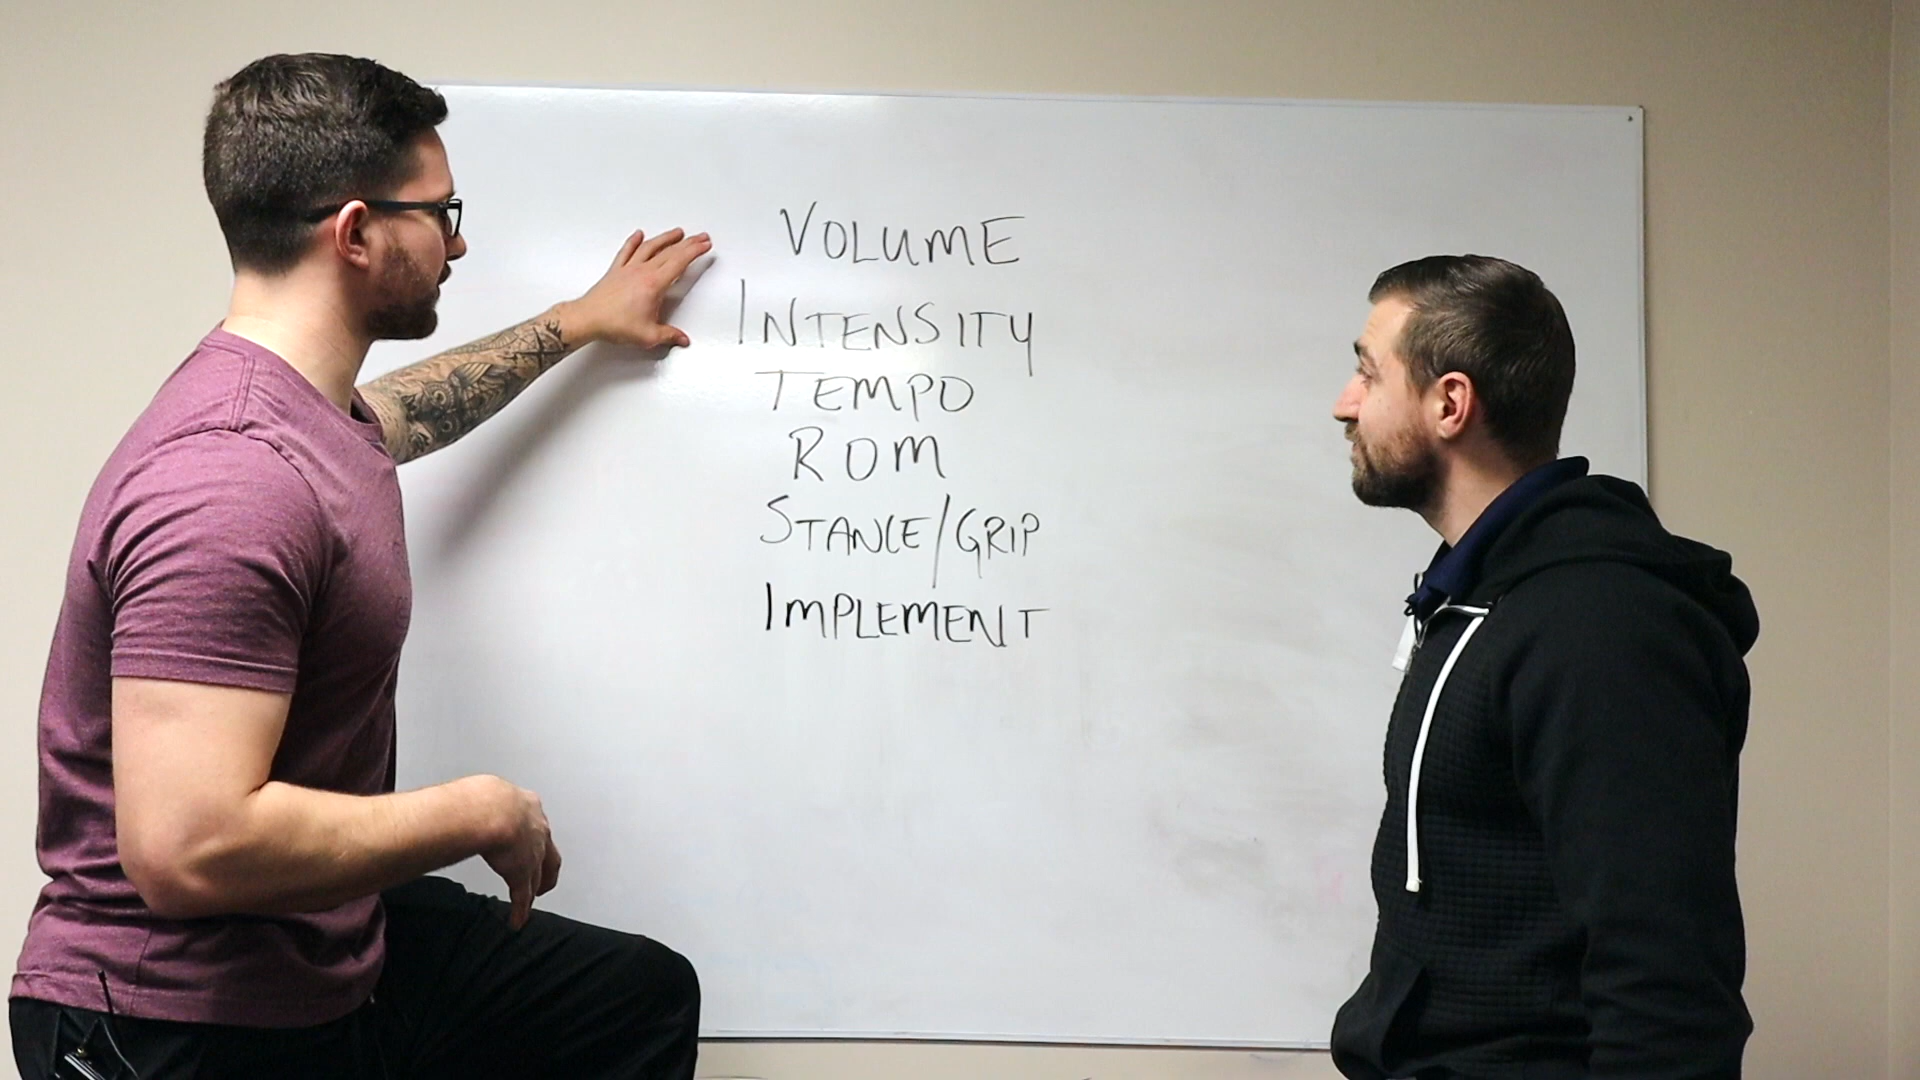 VOLUME
INTENSITY
TEMPO
ROM
STANCE/GRIP
IMPLEMENT